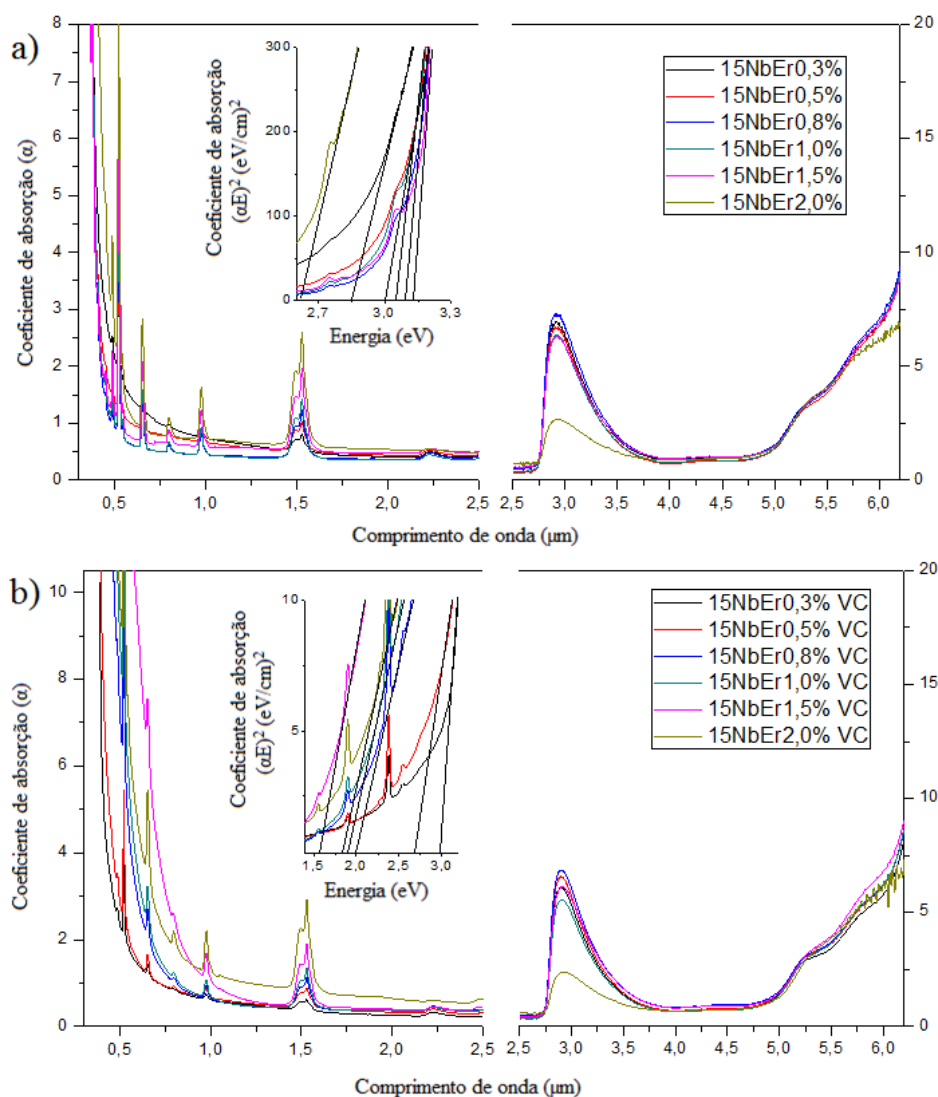 a)
8
7
6
5
4
3
2
1
0
Coeficiente de absorção (α)
300
200
100
0
Coeficiente de absorção
(αE)² (eV/cm)²
2,7
3,0
3,3
Energia (eV)
15NbEr0,3%
15NbEr0,5%
15NbEr0,8%
15NbEr1,0%
15NbEr1,5%
15NbEr2,0%
20
15
10
5
0
0,5
1,0
1,5
2,0
2,5
2,5
3,0
3,5
4,0
4,5
5,0
5,5
6,0
Comprimento de onda (μm)
b)
10
8
6
4
2
0
Coeficiente de absorção (α)
10
5
Coeficiente de absorção
(αE)² (eV/cm)²
1,5
2,0
2,5
3,0
Energia (eV)
15NbEr0,3% VC
15NbEr0,5% VC
15NbEr0,8% VC
15NbEr1,0% VC
15NbEr1,5% VC
15NbEr2,0% VC
20
15
10
5
0
0,5
1,0
1,5
2,0
2,5
2,5
3,0
3,5
4,0
4,5
5,0
5,5
6,0
Comprimento de onda (μm)